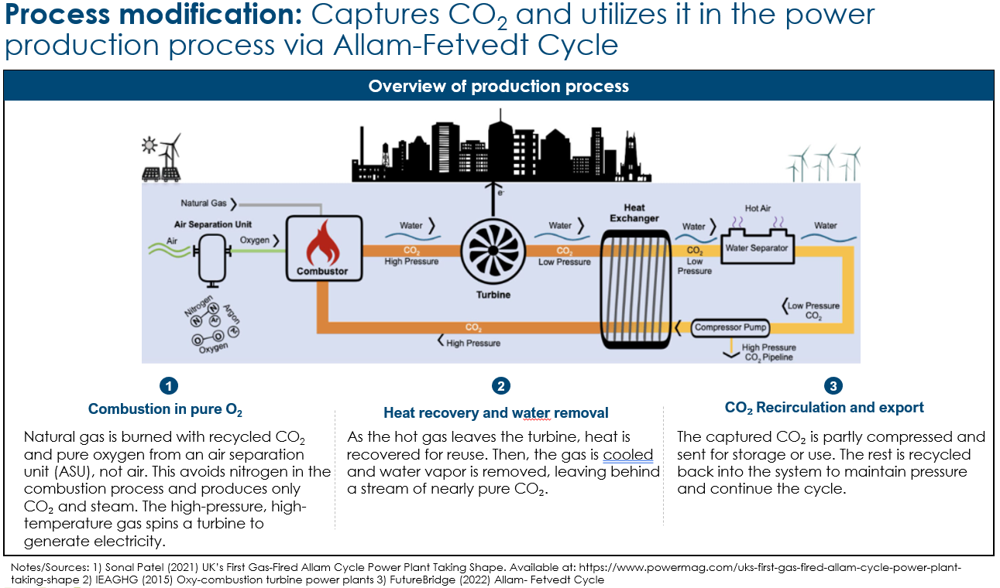 Process modification: Captures CO₂ and utilizes it in the power
production process via Allam-Fetvedt Cycle
Overview of production process
Natural Gas
Air Separation Unit
Air
Oxygen
Nitrogen
Argon
N
N
Ar
Ar
O
O
Oxygen
Combustor
Water
CO₂
High Pressure
e-
Turbine
Water
CO₂
Low Pressure
Heat
Exchanger
Water
CO₂
Low
Pressure
Hot Air
Water Separator
Water
Low Pressure
CO₂
Compressor Pump
High Pressure
CO₂ Pipeline
CO₂
High Pressure
1
Combustion in pure O₂
Natural gas is burned with recycled CO₂
and pure oxygen from an air separation
unit (ASU), not air. This avoids nitrogen in the
combustion process and produces only
CO₂ and steam. The high-pressure, high-
temperature gas spins a turbine to
generate electricity.
2
Heat recovery and water removal
As the hot gas leaves the turbine, heat is
recovered for reuse. Then, the gas is cooled
and water vapor is removed, leaving behind
a stream of nearly pure CO₂.
3
CO₂ Recirculation and export
The captured CO₂ is partly compressed and
sent for storage or use. The rest is recycled
back into the system to maintain pressure
and continue the cycle.
Notes/Sources: 1) Sonal Patel (2021) UK's First Gas-Fired Allam Cycle Power Plant Taking Shape. Available at: https://www.powermag.com/uks-first-gas-fired-allam-cycle-power-plant-
taking-shape 2) IEAGHG (2015) Oxy-combustion turbine power plants 3) FutureBridge (2022) Allam- Fetvedt Cycle